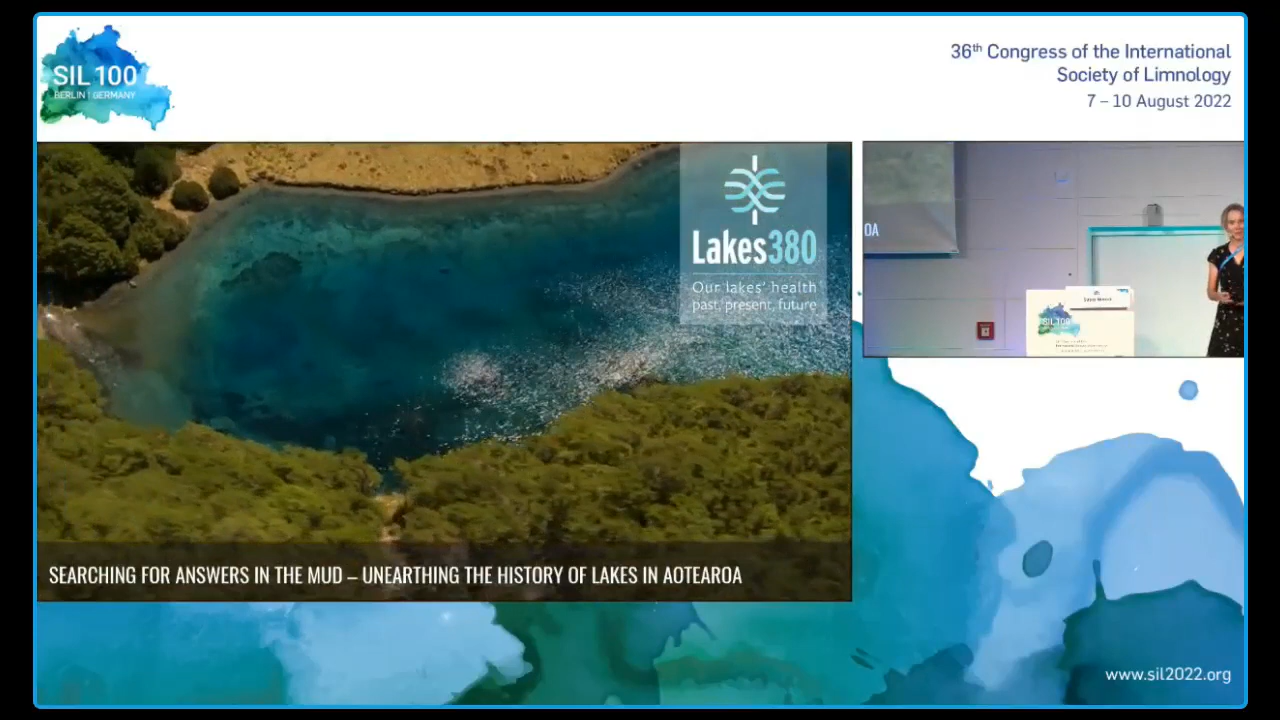 SIL 100
BERLIN | GERMANY
36th Congress of the International
Society of Limnology
7 – 10 August 2022
Lakes380
Our lakes' health
past, present, future
OA
SIL 100
SEARCHING FOR ANSWERS IN THE MUD – UNEARTHING THE HISTORY OF LAKES IN AOTEAROA
www.sil2022.org